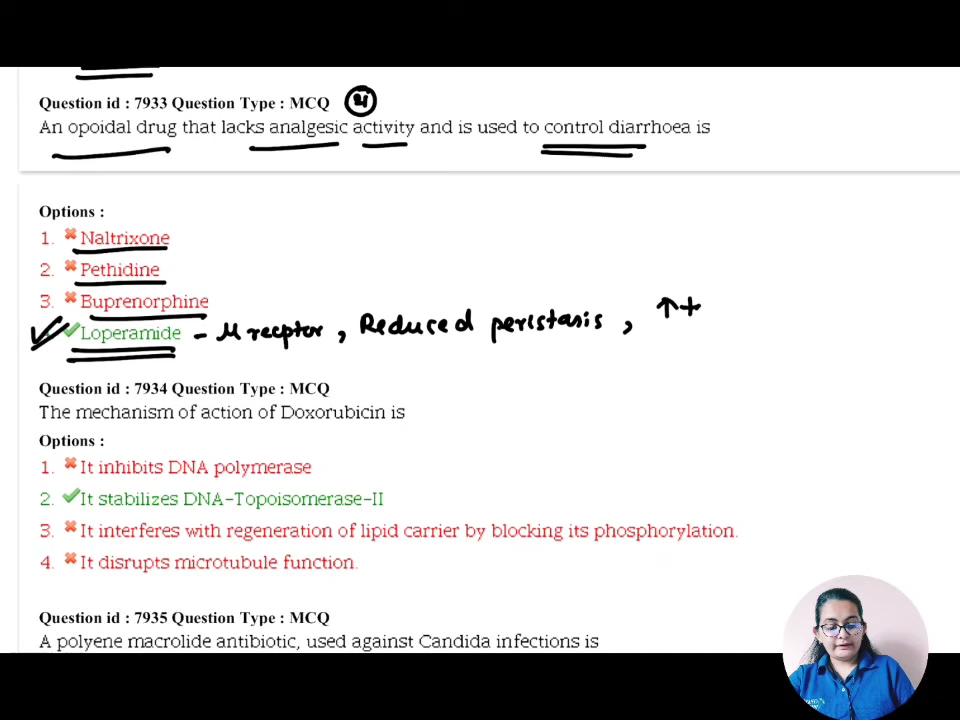 Question id : 7933 Question Type : MCQ 4
An opoidal drug that lacks analgesic activity and is used to control diarrhoea is
Options :
1. Naltrixone
2. Pethidine
3. Buprenorphine
Loperamide - μ receptor, Reduced peristasis, ↑+
Question id : 7934 Question Type : MCQ
The mechanism of action of Doxorubicin is
Options :
1. It inhibits DNA polymerase
2. It stabilizes DNA-Topoisomerase-II
3. It interferes with regeneration of lipid carrier by blocking its phosphorylation.
4. It disrupts microtubule function.
Question id : 7935 Question Type : MCQ
A polyene macrolide antibiotic, used against Candida infections is